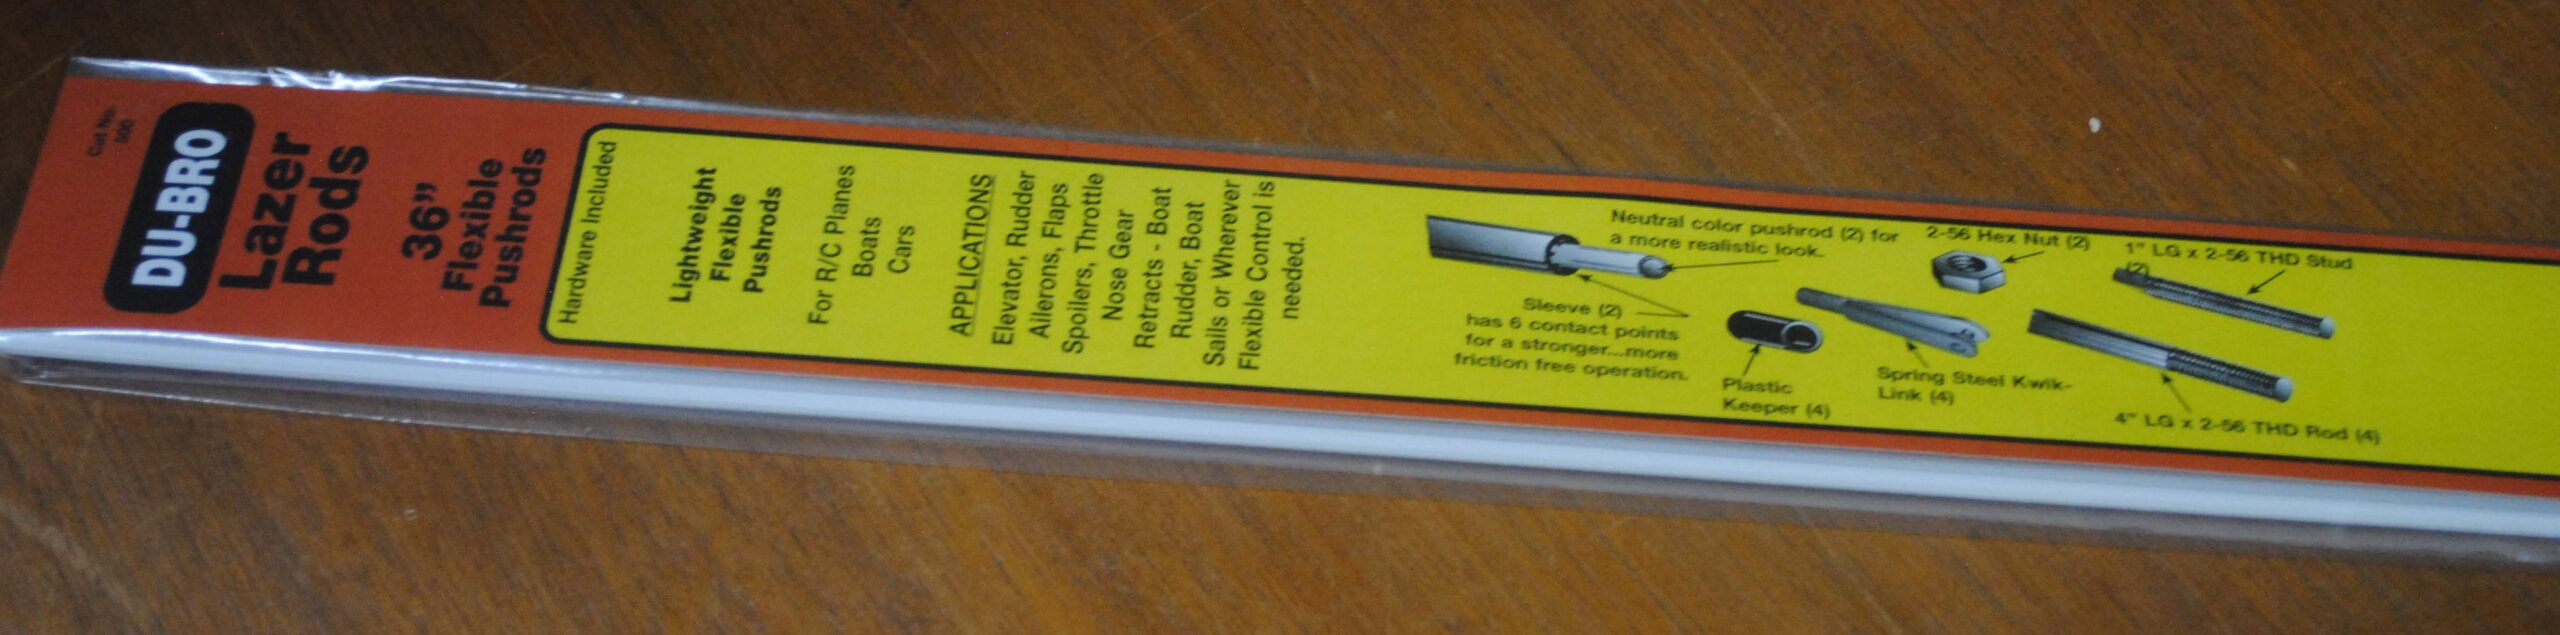 Cat. No.
500
DU-BRO
Lazer
Rods
36”
Flexible
Pushrods
Hardware Included
Lightweight
Flexible
Pushrods
For R/C Planes
Boats
Cars
APPLICATIONS
Elevator, Rudder
Ailerons, Flaps
Spoilers, Throttle
Nose Gear
Retracts - Boat
Rudder, Boat
Sails or Wherever
Flexible Control is
needed.
Neutral color pushrod (2) for
a more realistic look.
Sleeve (2)
has 6 contact points
for a stronger...more
friction free operation.
2-56 Hex Nut (2)
1" LG x 2-56 THD Stud
(2)
Plastic
Keeper (4)
Spring Steel Kwik-
Link (4)
4" LG x 2-56 THD Rod (4)